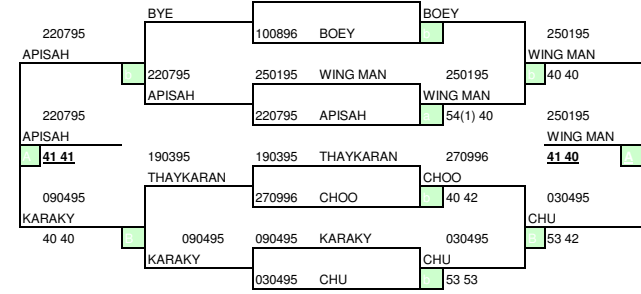 BYE BOEY
220795 100896 BOEY b 250195
APISAH WING MAN
b 220795 250195 WING MAN 250195 b 40 40
APISAH WING MAN
220795 220795 APISAH a 54(1) 40 250195
APISAH WING MAN
A 41 41 190395 190395 THAYKARAN 270996 41 40 A
THAYKARAN CHOO
090495 270996 CHOO b 40 42 030495
KARAKY CHU
40 40 B 090495 090495 KARAKY 030495 B 53 42
KARAKY CHU
030495 CHU b 53 53